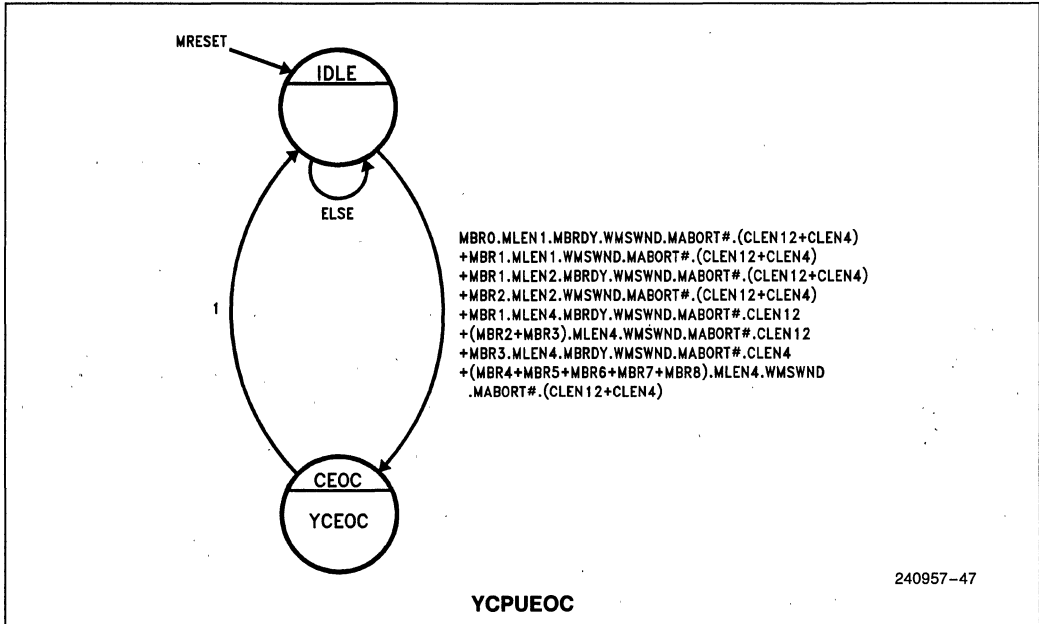 MRESET
IDLE
ELSE
MBR0.MLEN1.MBRDY.WMSWND.MABORT#.(CLEN12+CLEN4)
+MBR1.MLEN1.WMSWND.MABORT#.(CLEN12+CLEN4)
+MBR1.MLEN2.MBRDY.WMSWND.MABORT#.(CLEN12+CLEN4)
+MBR2.MLEN2.WMSWND.MABORT#.(CLEN12+CLEN4)
+MBR1.MLEN4.MBRDY.WMSWND.MABORT#.CLEN12
+(MBR2+MBR3).MLEN4.WMSWND.MABORT#.CLEN12
+MBR3.MLEN4.MBRDY.WMSWND.MABORT#.CLEN4
+(MBR4+MBR5+MBR6+MBR7+MBR8).MLEN4.WMSWND
.MABORT#.(CLEN12+CLEN4)
1
CEOC
YCEOC
240957-47
YCPUEOC